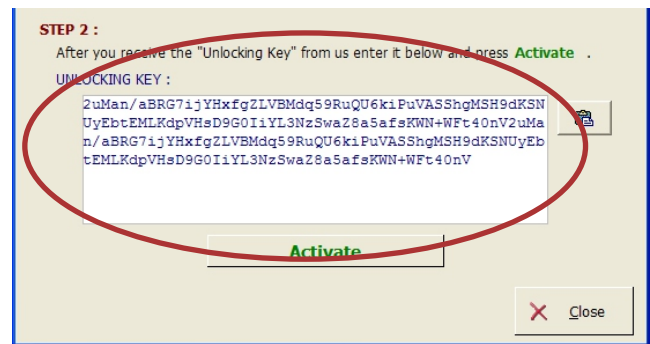 STEP 2 :
After you receive the "Unlocking Key" from us enter it below and press Activate .
UNLOCKING KEY :
2uMan/aBRG7ijYHxfgZLVBMdq59RuQU6kiPuVASShgMSH9dKSN
UyEbtEMLKdpVHsD9G0IiYL3NzSwaZ8a5afsKWN+WFt40nV2uMa
n/aBRG7ijYHxfgZLVBMdq59RuQU6kiPuVASShgMSH9dKSNUyEb
tEMLKdpVHsD9G0IiYL3NzSwaZ8a5afsKWN+WFt40nV
Activate
Close